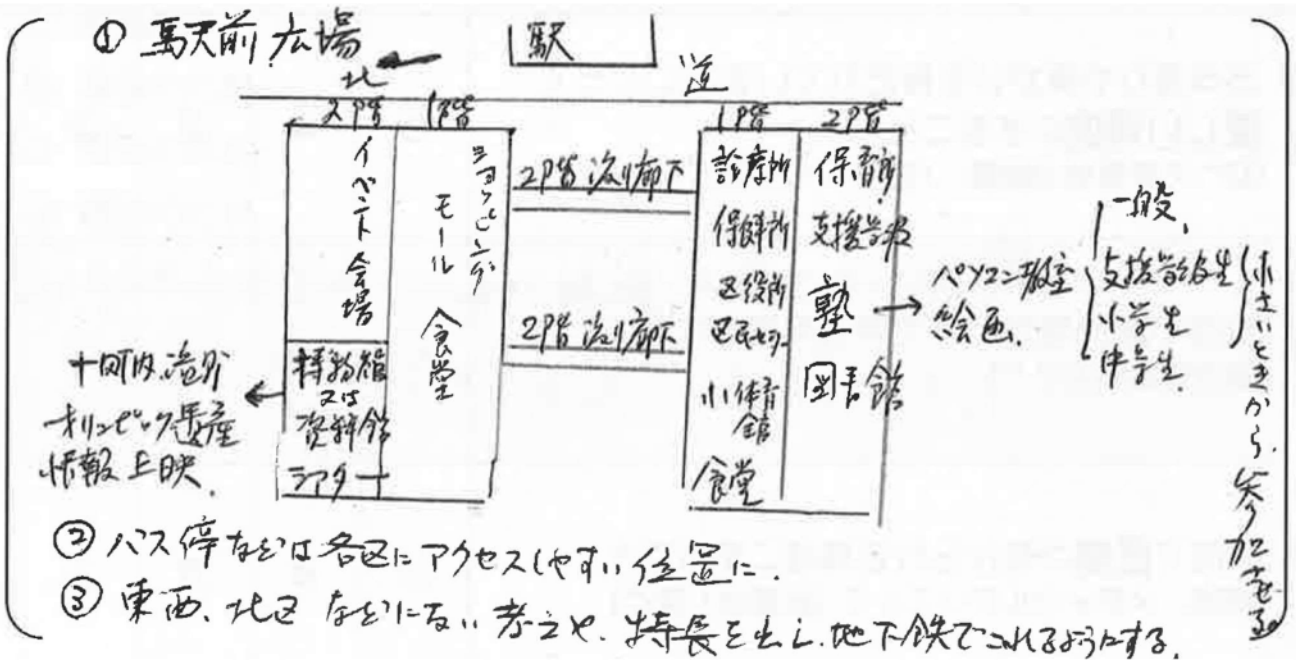 ① 駅前広場
駅
北
道
2階 1階
イベント会場
ショッピング
モール
食堂
博物館
又は
資料館
シアター
オリンピック遺産
情報上映.
2階渡り廊下
2階渡り廊下
1階 2階
診療所
保健所
区役所
区民センター
小体育館
食堂
保育所
支援学級
塾
図書館
パソコン教室
絵画.
一般、
支援学級生
小学生
中学生.
小さいときから、参加させる。
② バス停などは各区にアクセスしやすい位置に.
③ 東西、北区などにない考えや、特長を出し、地下鉄でこれるようにする.